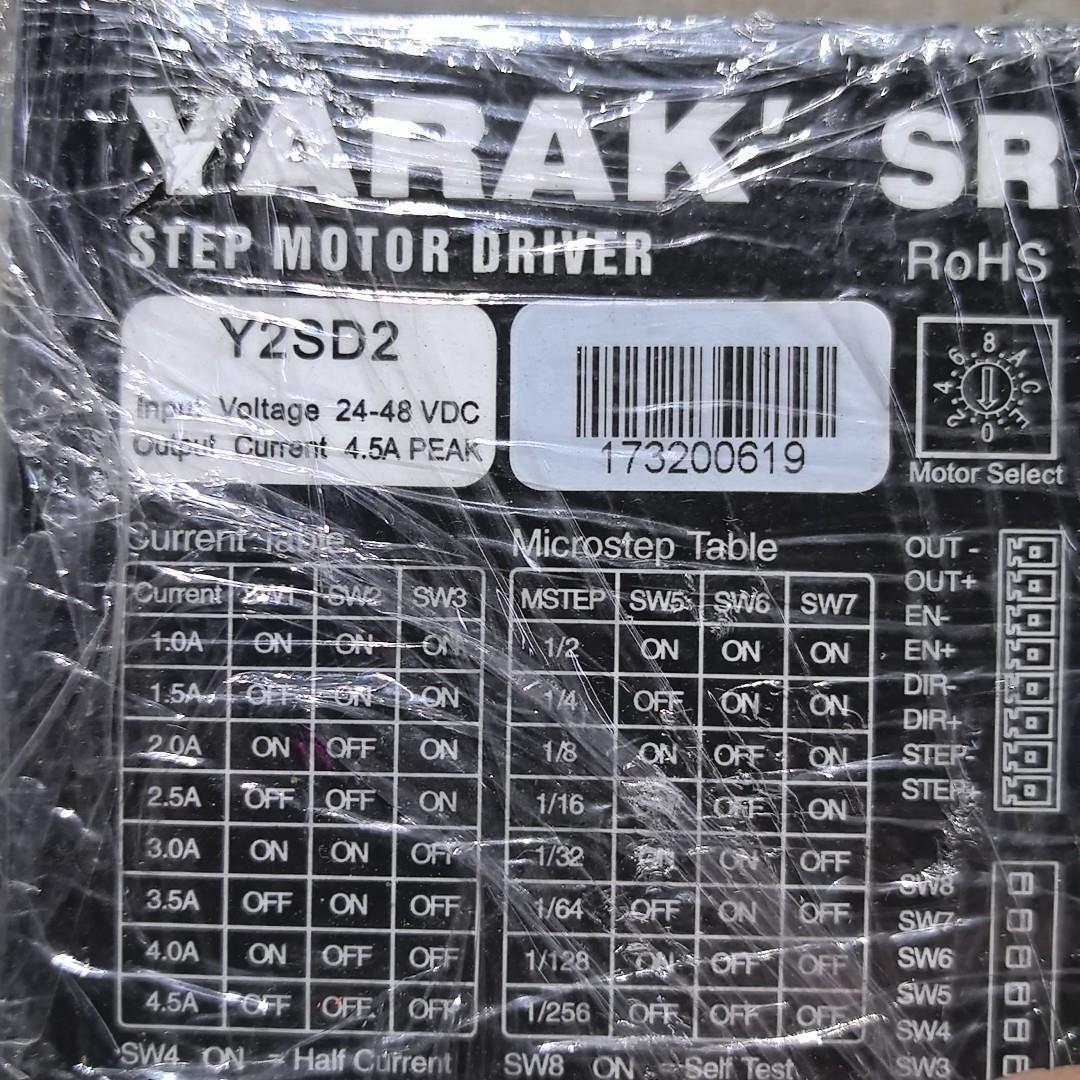 YARAK' SR
STEP MOTOR DRIVER RoHS
Y2SD2
Input Voltage 24-48 VDC
Output Current 4.5A PEAK
173200619
0 2 4 6 8 A C E
Motor Select
Current Table
Current SW1 SW2 SW3
1.0A ON ON ON
1.5A OFF ON ON
2.0A ON OFF ON
2.5A OFF OFF ON
3.0A ON ON OFF
3.5A OFF ON OFF
4.0A ON OFF OFF
4.5A OFF OFF OFF
SW4 ON = Half Current
Microstep Table
MSTEP SW5 SW6 SW7
1/2 ON ON ON
1/4 OFF ON ON
1/8 ON OFF ON
1/16 OFF ON
1/32 ON ON OFF
1/64 OFF ON OFF
1/128 ON OFF OFF
1/256 OFF OFF OFF
SW8 ON = Self Test
OUT -
OUT+
EN-
EN+
DIR-
DIR+
STEP-
STEP+
SW8
SW7
SW6
SW5
SW4
SW3